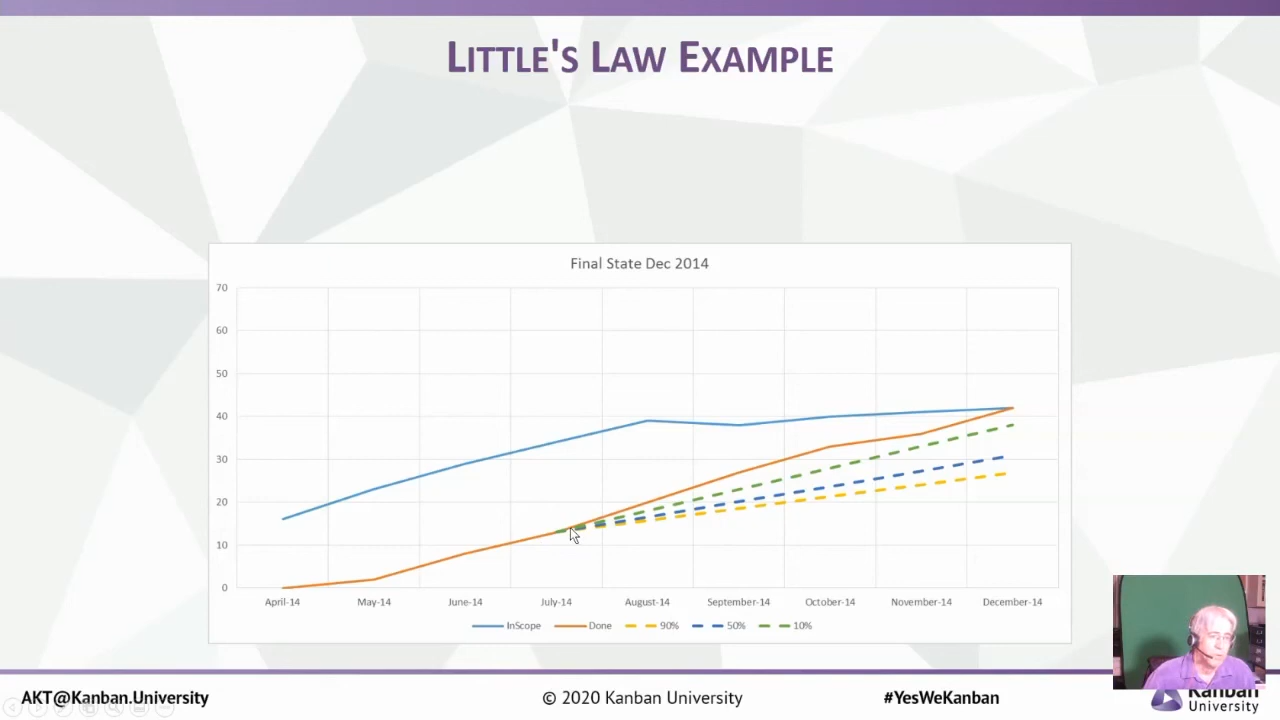 LITTLE'S LAW EXAMPLE
Final State Dec 2014
70
60
50
40
30
20
10
0
April-14 May-14 June-14 July-14 August-14 September-14 October-14 November-14 December-14
InScope Done 90% 50% 10%
AKT@Kanban.University © 2020 Kanban University #YesWeKanban
Kanban
University